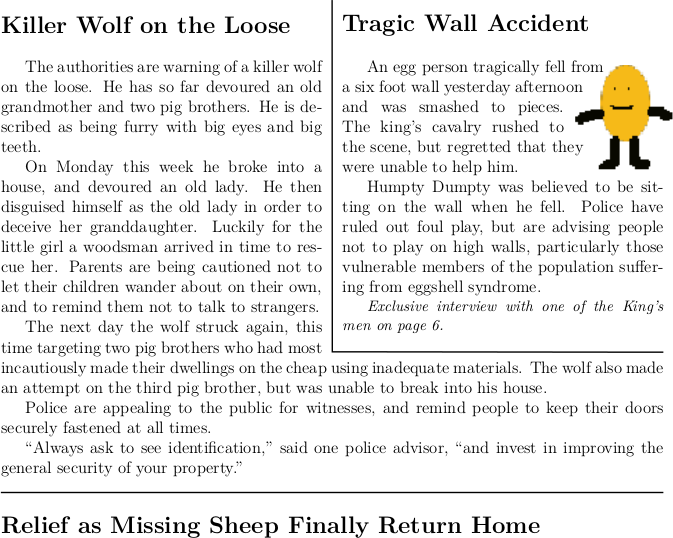 Killer Wolf on the Loose
The authorities are warning of a killer wolf
on the loose. He has so far devoured an old
grandmother and two pig brothers. He is de-
scribed as being furry with big eyes and big
teeth.
On Monday this week he broke into a
house, and devoured an old lady. He then
disguised himself as the old lady in order to
deceive her granddaughter. Luckily for the
little girl a woodsman arrived in time to res-
cue her. Parents are being cautioned not to
let their children wander about on their own,
and to remind them not to talk to strangers.
The next day the wolf struck again, this
time targeting two pig brothers who had most
incautiously made their dwellings on the cheap using inadequate materials. The wolf also made
an attempt on the third pig brother, but was unable to break into his house.
Police are appealing to the public for witnesses, and remind people to keep their doors
securely fastened at all times.
“Always ask to see identification,” said one police advisor, “and invest in improving the
general security of your property.”
Tragic Wall Accident
An egg person tragically fell from
a six foot wall yesterday afternoon
and was smashed to pieces.
The king's cavalry rushed to
the scene, but regretted that they
were unable to help him.
Humpty Dumpty was believed to be sit-
ting on the wall when he fell. Police have
ruled out foul play, but are advising people
not to play on high walls, particularly those
vulnerable members of the population suffer-
ing from eggshell syndrome.
Exclusive interview with one of the King's
men on page 6.
Relief as Missing Sheep Finally Return Home